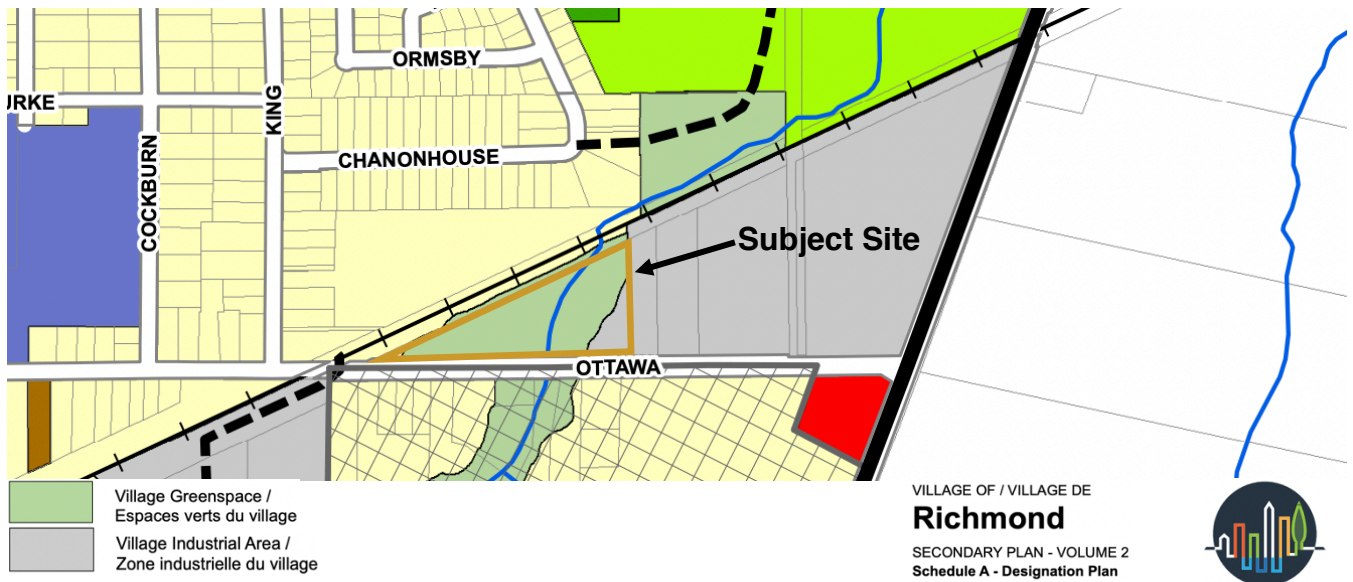 ORMSBY
URKE
KING
CHANONHOUSE
COCKBURN
Subject Site
OTTAWA
Village Greenspace /
Espaces verts du village
Village Industrial Area /
Zone industrielle du village
VILLAGE OF / VILLAGE DE
Richmond
SECONDARY PLAN - VOLUME 2
Schedule A - Designation Plan